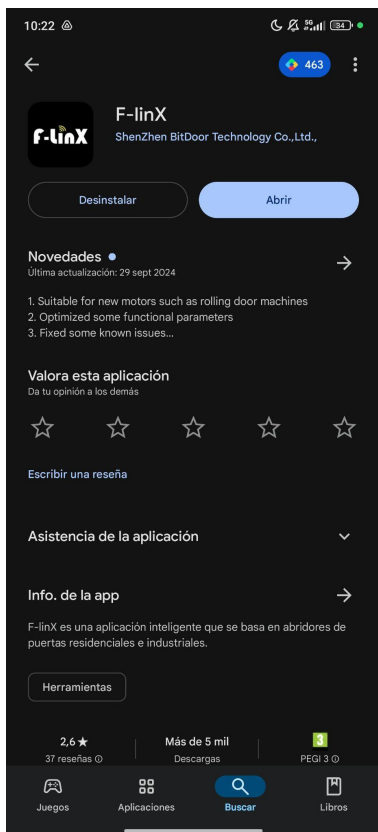 10:22
5G
34
463
F-linX
F-linX
ShenZhen BitDoor Technology Co.,Ltd.,
Desinstalar
Abrir
Novedades
Última actualización: 29 sept 2024
1. Suitable for new motors such as rolling door machines
2. Optimized some functional parameters
3. Fixed some known issues...
Valora esta aplicación
Da tu opinión a los demás
Escribir una reseña
Asistencia de la aplicación
Info. de la app
F-linX es una aplicación inteligente que se basa en abridores de
puertas residenciales e industriales.
Herramientas
2,6★ Más de 5 mil 3
37 reseñas Descargas PEGI 3
Juegos Aplicaciones Buscar Libros